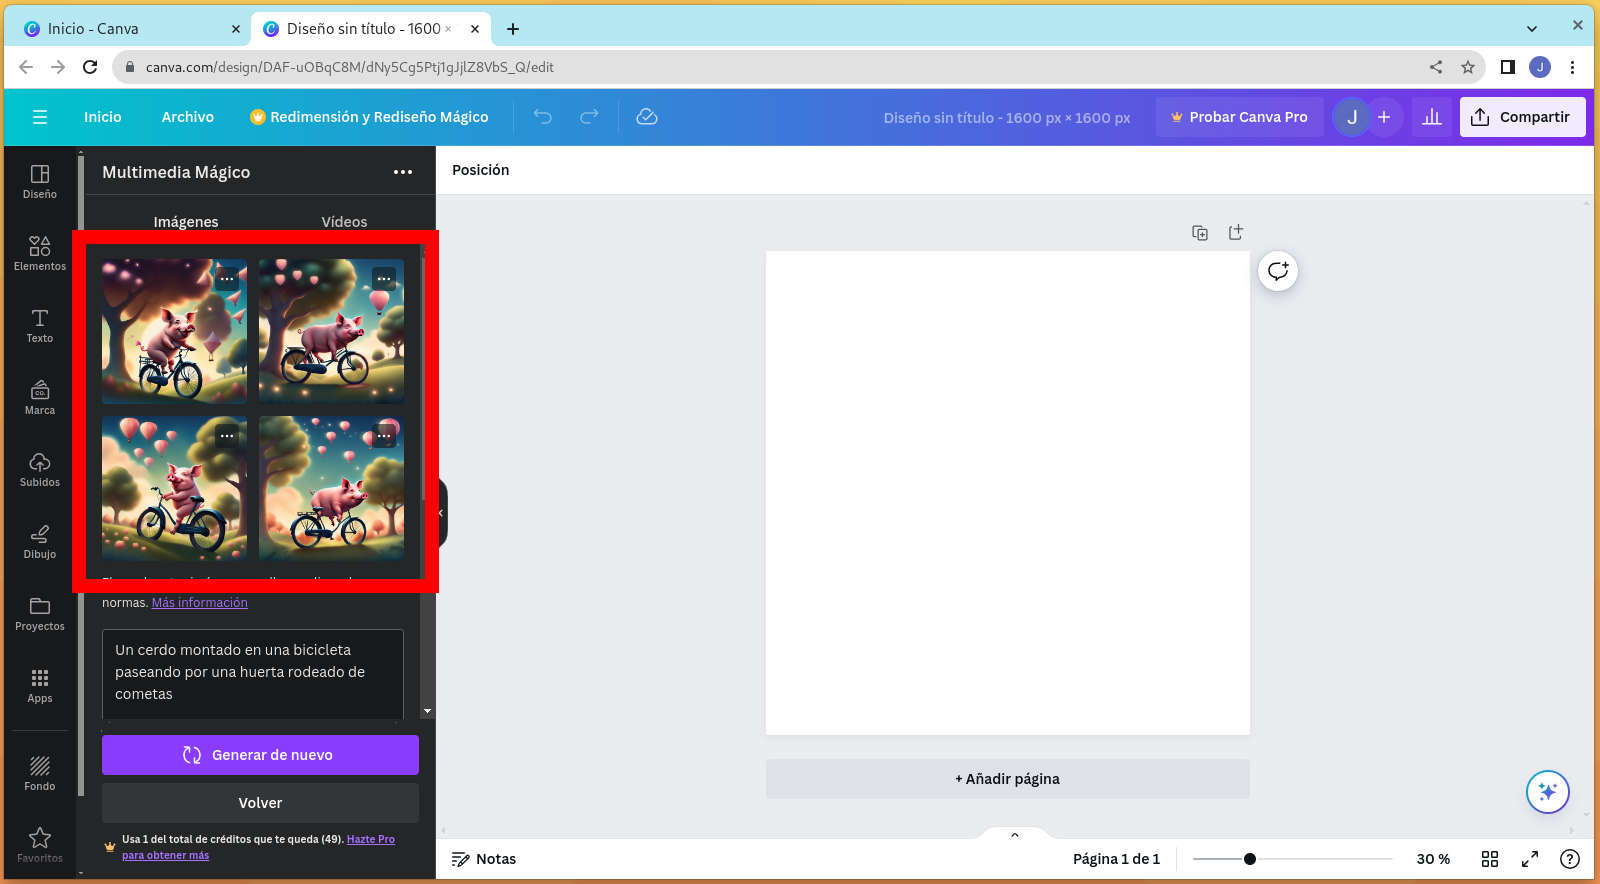 Inicio - Canva
Diseño sin título - 1600 ×
canva.com/design/DAF-uOBqC8M/dNy5Cg5Ptj1gJjlZ8VbS_Q/edit
J
Inicio
Archivo
Redimensión y Rediseño Mágico
Diseño sin título - 1600 px × 1600 px
Probar Canva Pro
J
Compartir
Diseño
Elementos
Texto
Marca
CO.
Subidos
Dibujo
Proyectos
Apps
Fondo
Favoritos
Multimedia Mágico
Imágenes
Vídeos
normas. Más información
Un cerdo montado en una bicicleta
paseando por una huerta rodeado de
cometas
Generar de nuevo
Volver
Usa 1 del total de créditos que te queda (49). Hazte Pro
para obtener más
Posición
+ Añadir página
Notas
Página 1 de 1
30 %